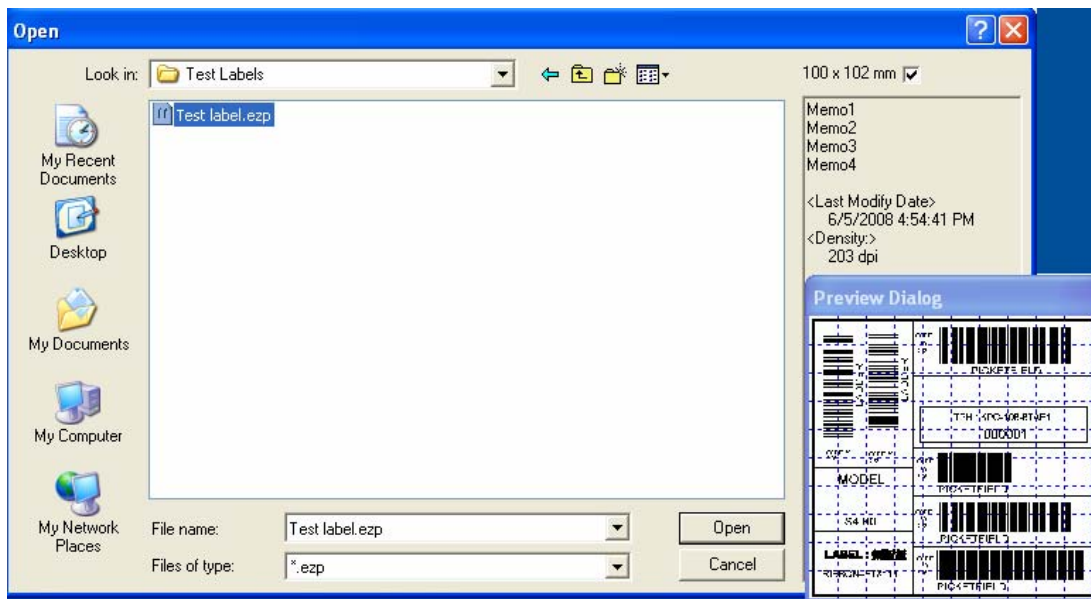 Open
Look in:
Test Labels
100 x 102 mm
My Recent
Documents
Desktop
My Documents
My Computer
My Network
Places
Test label.ezp
File name:
Test label.ezp
Open
Files of type:
*.ezp
Cancel
Memo1
Memo2
Memo3
Memo4
<Last Modify Date>
6/5/2008 4:54:41 PM
<Density:>
203 dpi
Preview Dialog
000001
MODEL
LABEL :